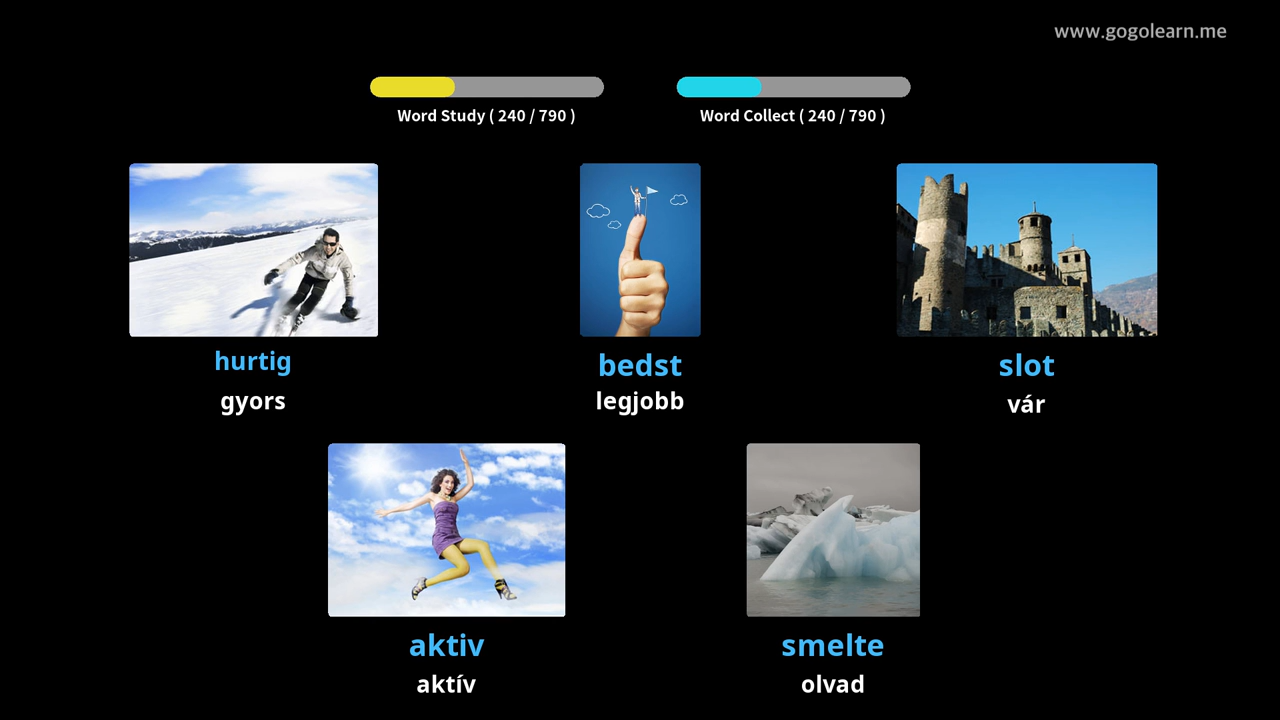 www.gogolearn.me
Word Study ( 240 / 790 )
Word Collect ( 240 / 790 )
hurtig
gyors
bedst
legjobb
slot
vár
aktiv
aktív
smelte
olvad